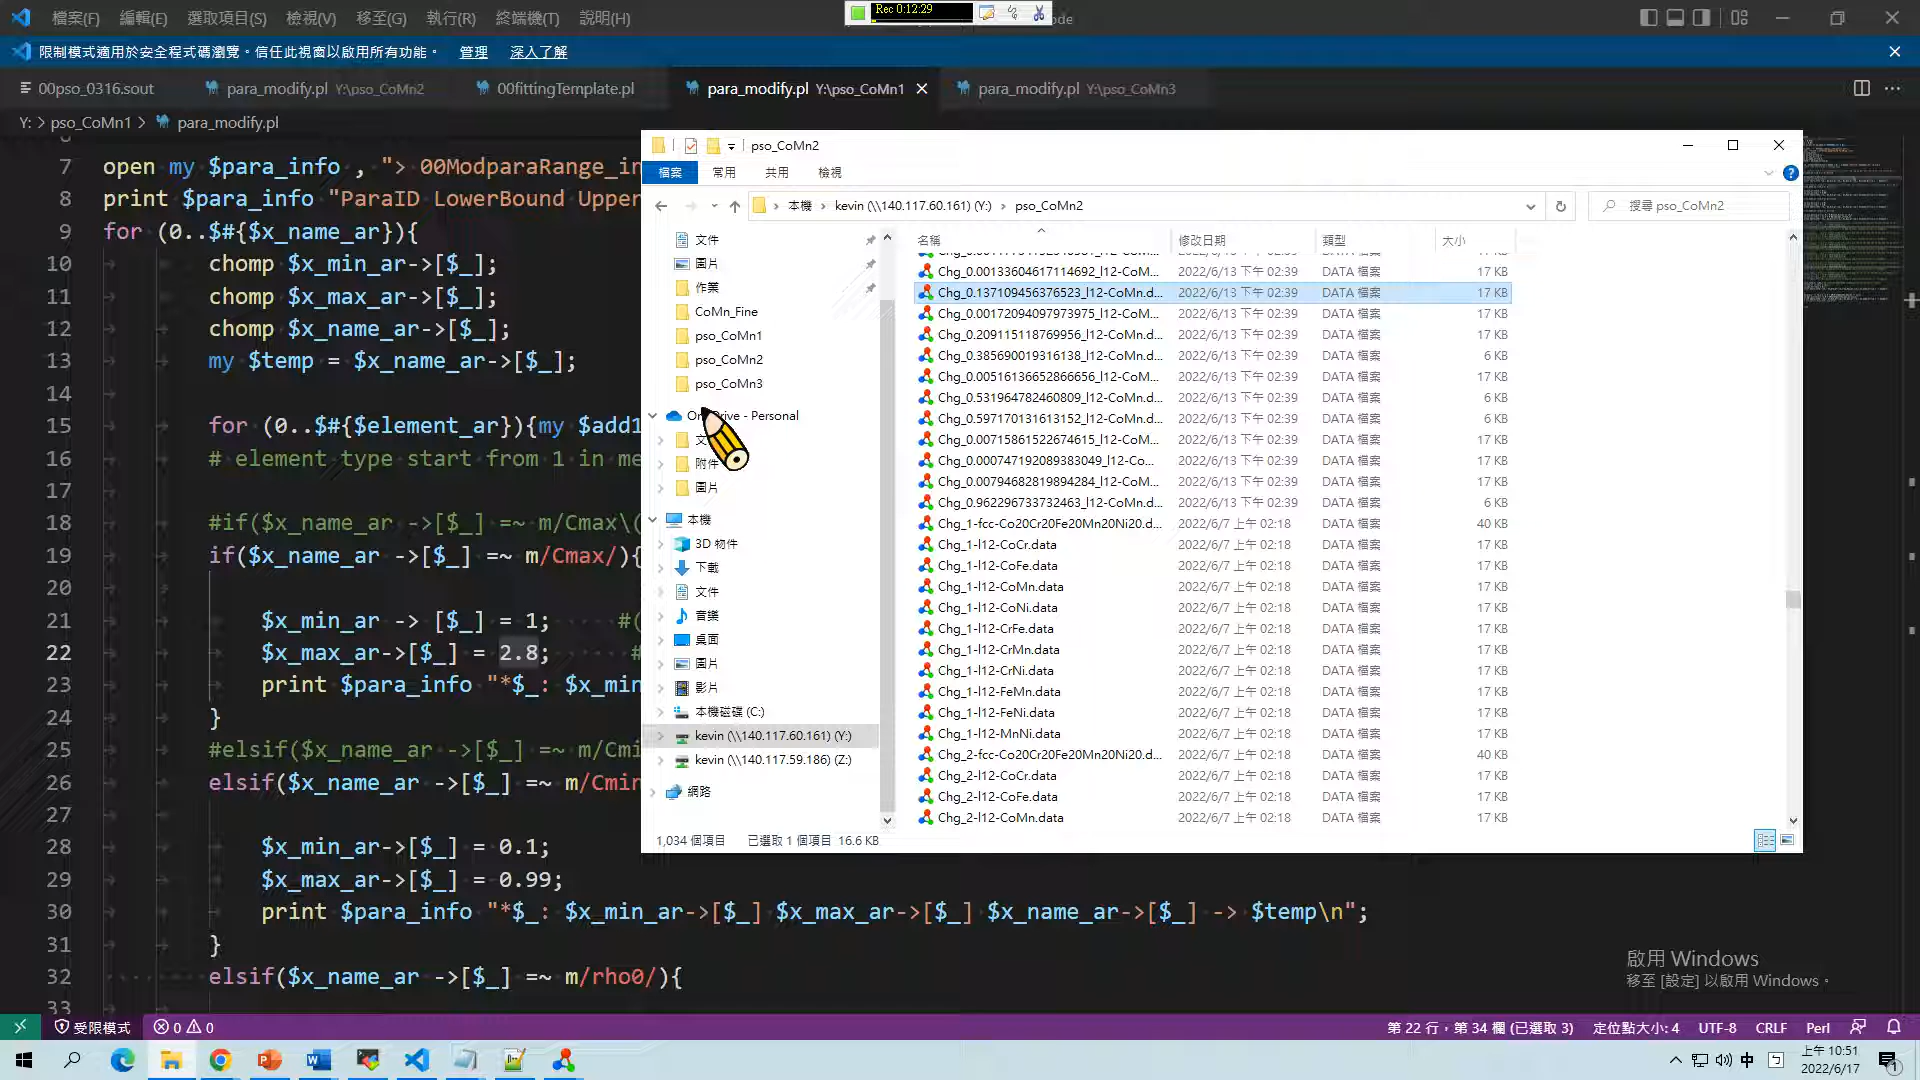 檔案(F) 編輯(E) 選取項目(S) 檢視(V) 移至(G) 執行(R) 終端機(T) 說明(H)
Rec 0:12:29
限制模式適用於安全程式碼瀏覽。信任此視窗以啟用所有功能。 管理 深入了解
00pso_0316.sout para_modify.pl Y:\pso_CoMn2 00fittingTemplate.pl para_modify.pl Y:\pso_CoMn1 para_modify.pl Y:\pso_CoMn3
Y: > pso_CoMn1 > para_modify.pl
7 open my $para_info , "> 00ModparaRange_in
8 print $para_info "ParaID LowerBound Upper
9 for (0..$#{$x_name_ar}){
10 chomp $x_min_ar->[$_];
11 chomp $x_max_ar->[$_];
12 chomp $x_name_ar->[$_];
13 my $temp = $x_name_ar->[$_];
14
15 for (0..$#{$element_ar}){my $add1
16 # element type start from 1 in me
17
18 #if($x_name_ar ->[$_] =~ m/Cmax\(
19 if($x_name_ar ->[$_] =~ m/Cmax/){
20
21 $x_min_ar -> [$_] = 1; #(
22 $x_max_ar->[$_] = 2.8; #
23 print $para_info "*$_: $x_min
24 }
25 #elsif($x_name_ar ->[$_] =~ m/Cmi
26 elsif($x_name_ar ->[$_] =~ m/Cmin
27
28 $x_min_ar->[$_] = 0.1;
29 $x_max_ar->[$_] = 0.99;
30 print $para_info "*$_: $x_min_ar->[$_] $x_max_ar->[$_] $x_name_ar->[$_] -> $temp\n";
31 }
32 elsif($x_name_ar ->[$_] =~ m/rho0/){
33
pso_CoMn2
檔案 常用 共用 檢視
本機 > kevin (\\140.117.60.161) (Y:) > pso_CoMn2
搜尋 pso_CoMn2
文件
圖片
作業
CoMn_Fine
pso_CoMn1
pso_CoMn2
pso_CoMn3
OneDrive - Personal
附件
圖片
本機
3D 物件
下載
文件
音樂
桌面
圖片
影片
本機磁碟 (C:)
kevin (\\140.117.60.161) (Y:)
kevin (\\140.117.59.186) (Z:)
網路
名稱 修改日期 類型 大小
Chg_0.001336046171146​92_l12-CoM... 2022/6/13 下午 02:39 DATA 檔案 17 KB
Chg_0.137109456376523_l12-CoMn.d... 2022/6/13 下午 02:39 DATA 檔案 17 KB
Chg_0.00172094097973975_l12-CoM... 2022/6/13 下午 02:39 DATA 檔案 17 KB
Chg_0.209115118769956_l12-CoMn.d... 2022/6/13 下午 02:39 DATA 檔案 17 KB
Chg_0.385690019316138_l12-CoMn.d... 2022/6/13 下午 02:39 DATA 檔案 6 KB
Chg_0.00516136652866656_l12-CoM... 2022/6/13 下午 02:39 DATA 檔案 17 KB
Chg_0.531964782460809_l12-CoMn.d... 2022/6/13 下午 02:39 DATA 檔案 17 KB
Chg_0.597170131613152_l12-CoMn.d... 2022/6/13 下午 02:39 DATA 檔案 17 KB
Chg_0.00715861522674615_l12-CoM... 2022/6/13 下午 02:39 DATA 檔案 17 KB
Chg_0.000747192089383049_l12-Co... 2022/6/13 下午 02:39 DATA 檔案 17 KB
Chg_0.00794682819894284_l12-CoM... 2022/6/13 下午 02:39 DATA 檔案 17 KB
Chg_0.962296733732463_l12-CoMn.d... 2022/6/13 下午 02:39 DATA 檔案 6 KB
Chg_1-fcc-Co20Cr20Fe20Mn20Ni20.d... 2022/6/7 上午 02:18 DATA 檔案 40 KB
Chg_1-l12-CoCr.data 2022/6/7 上午 02:18 DATA 檔案 17 KB
Chg_1-l12-CoFe.data 2022/6/7 上午 02:18 DATA 檔案 17 KB
Chg_1-l12-CoMn.data 2022/6/7 上午 02:18 DATA 檔案 17 KB
Chg_1-l12-CoNi.data 2022/6/7 上午 02:18 DATA 檔案 17 KB
Chg_1-l12-CrFe.data 2022/6/7 上午 02:18 DATA 檔案 17 KB
Chg_1-l12-CrMn.data 2022/6/7 上午 02:18 DATA 檔案 17 KB
Chg_1-l12-CrNi.data 2022/6/7 上午 02:18 DATA 檔案 17 KB
Chg_1-l12-FeMn.data 2022/6/7 上午 02:18 DATA 檔案 17 KB
Chg_1-l12-FeNi.data 2022/6/7 上午 02:18 DATA 檔案 17 KB
Chg_1-l12-MnNi.data 2022/6/7 上午 02:18 DATA 檔案 17 KB
Chg_2-fcc-Co20Cr20Fe20Mn20Ni20.d... 2022/6/7 上午 02:18 DATA 檔案 40 KB
Chg_2-l12-CoCr.data 2022/6/7 上午 02:18 DATA 檔案 17 KB
Chg_2-l12-CoFe.data 2022/6/7 上午 02:18 DATA 檔案 17 KB
Chg_2-l12-CoMn.data 2022/6/7 上午 02:18 DATA 檔案 17 KB
1,034 個項目 已選取 1 個項目 16.6 KB
啟用 Windows
移至 [設定] 以啟用 Windows。
受限模式 0 0 第 22 行，第 34 欄 (已選取 3) 定位點大小: 4 UTF-8 CRLF Perl
中 上午 10:51
2022/6/17